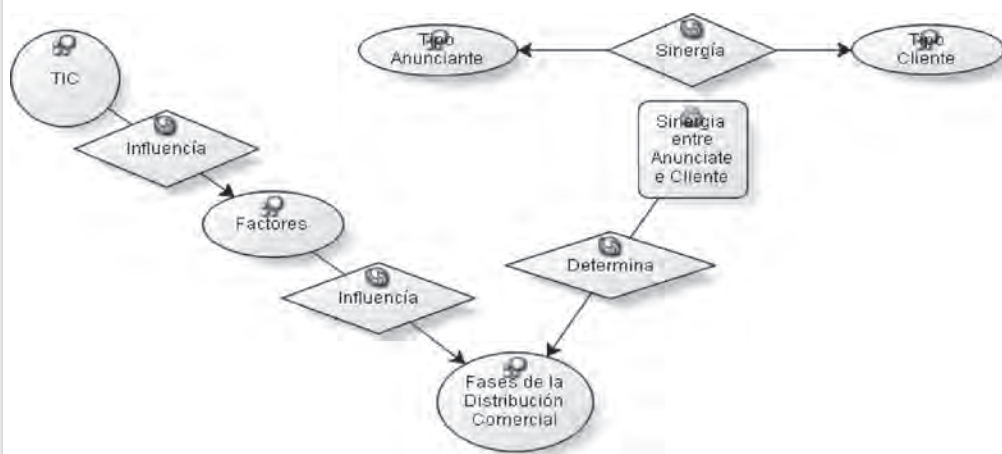 TIC
Influencía
Factores
Influencía
Tipo
Anunciante
Sinergía
Tipo
Cliente
Sinergia
entre
Anunciate
e Cliente
Determina
Fases de la
Distribución
Comercial